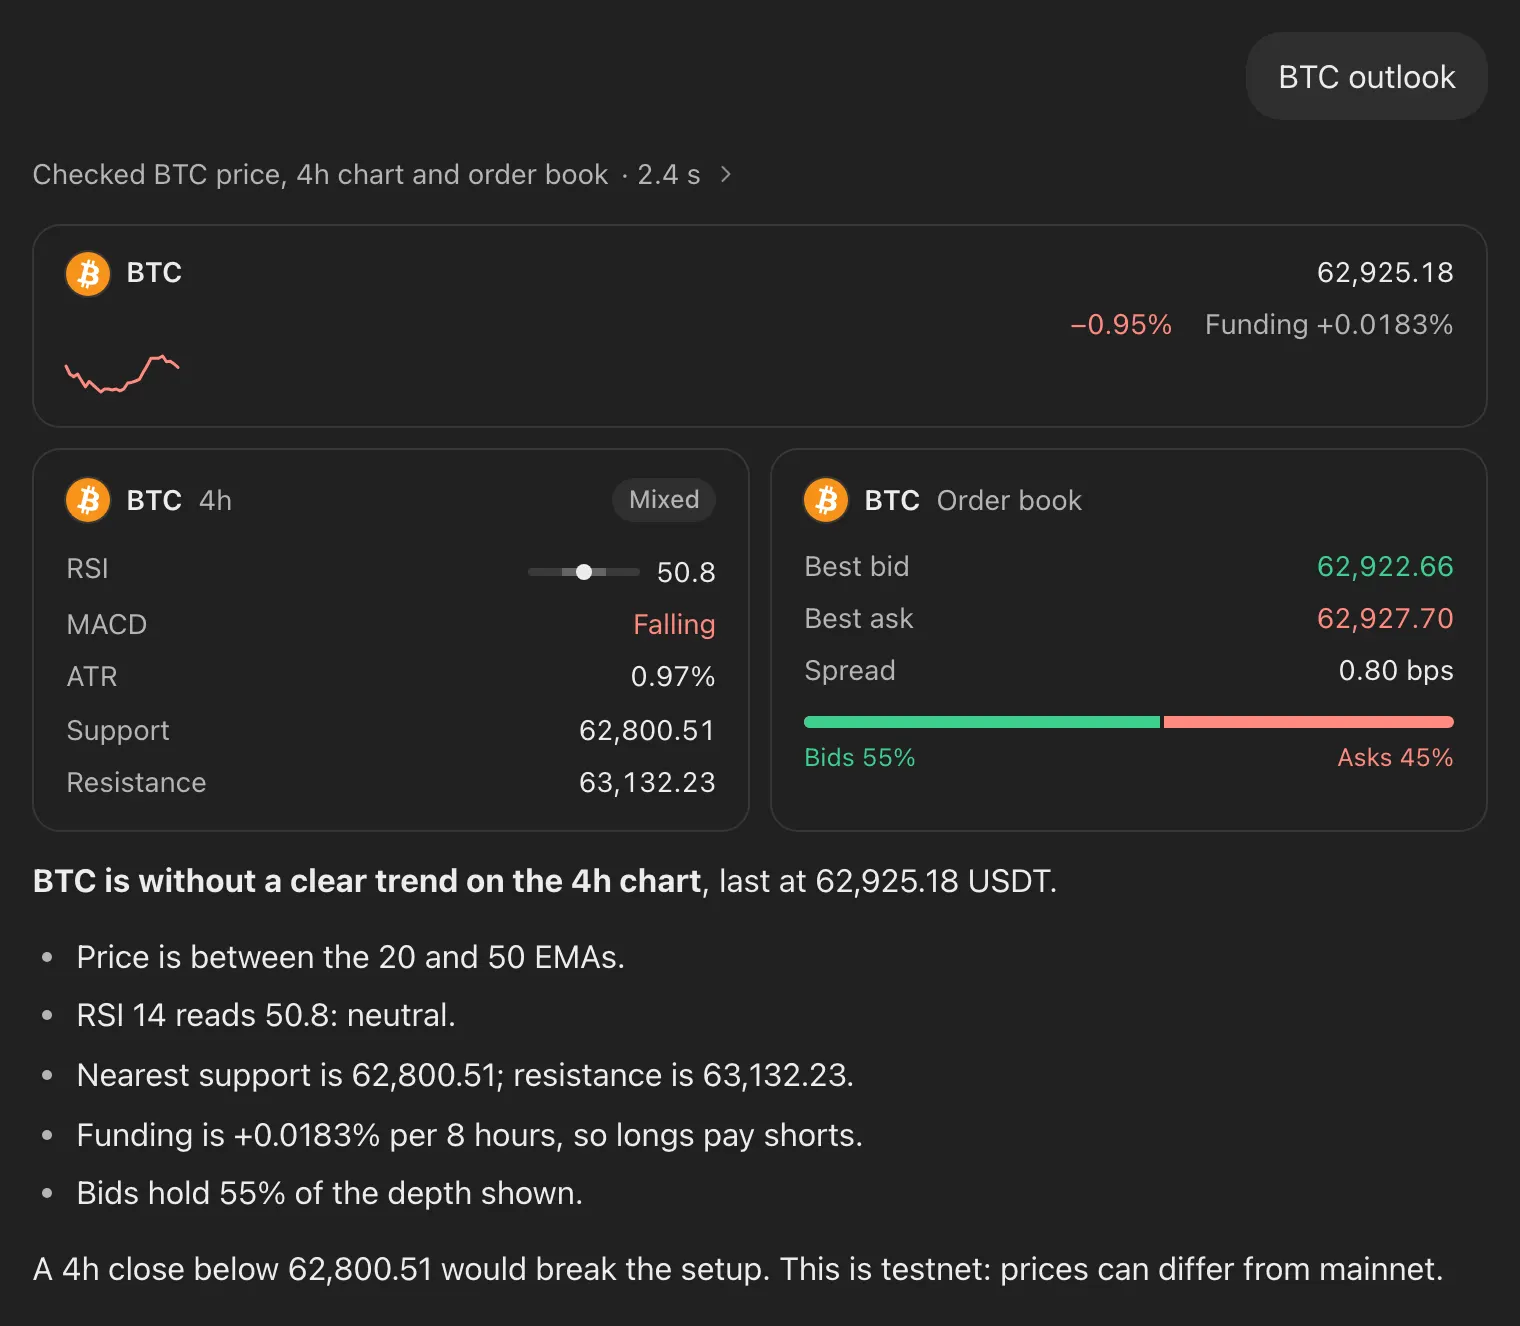 BTC outlook
Checked BTC price, 4h chart and order book · 2.4 s
BTC 62,925.18
−0.95% Funding +0.0183%
BTC 4h Mixed
RSI 50.8
MACD Falling
ATR 0.97%
Support 62,800.51
Resistance 63,132.23
BTC Order book
Best bid 62,922.66
Best ask 62,927.70
Spread 0.80 bps
Bids 55% Asks 45%
BTC is without a clear trend on the 4h chart, last at 62,925.18 USDT.
• Price is between the 20 and 50 EMAs.
• RSI 14 reads 50.8: neutral.
• Nearest support is 62,800.51; resistance is 63,132.23.
• Funding is +0.0183% per 8 hours, so longs pay shorts.
• Bids hold 55% of the depth shown.
A 4h close below 62,800.51 would break the setup. This is testnet: prices can differ from mainnet.